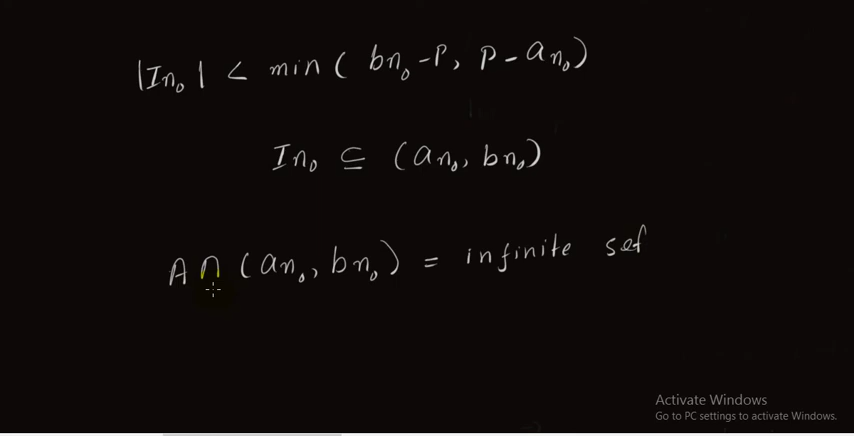 |In₀| < min( bn₀-P, P-an₀)
In₀ ⊆ (an₀, bn₀)
A∩(an₀, bn₀) = infinite set
Activate Windows
Go to PC settings to activate Windows.